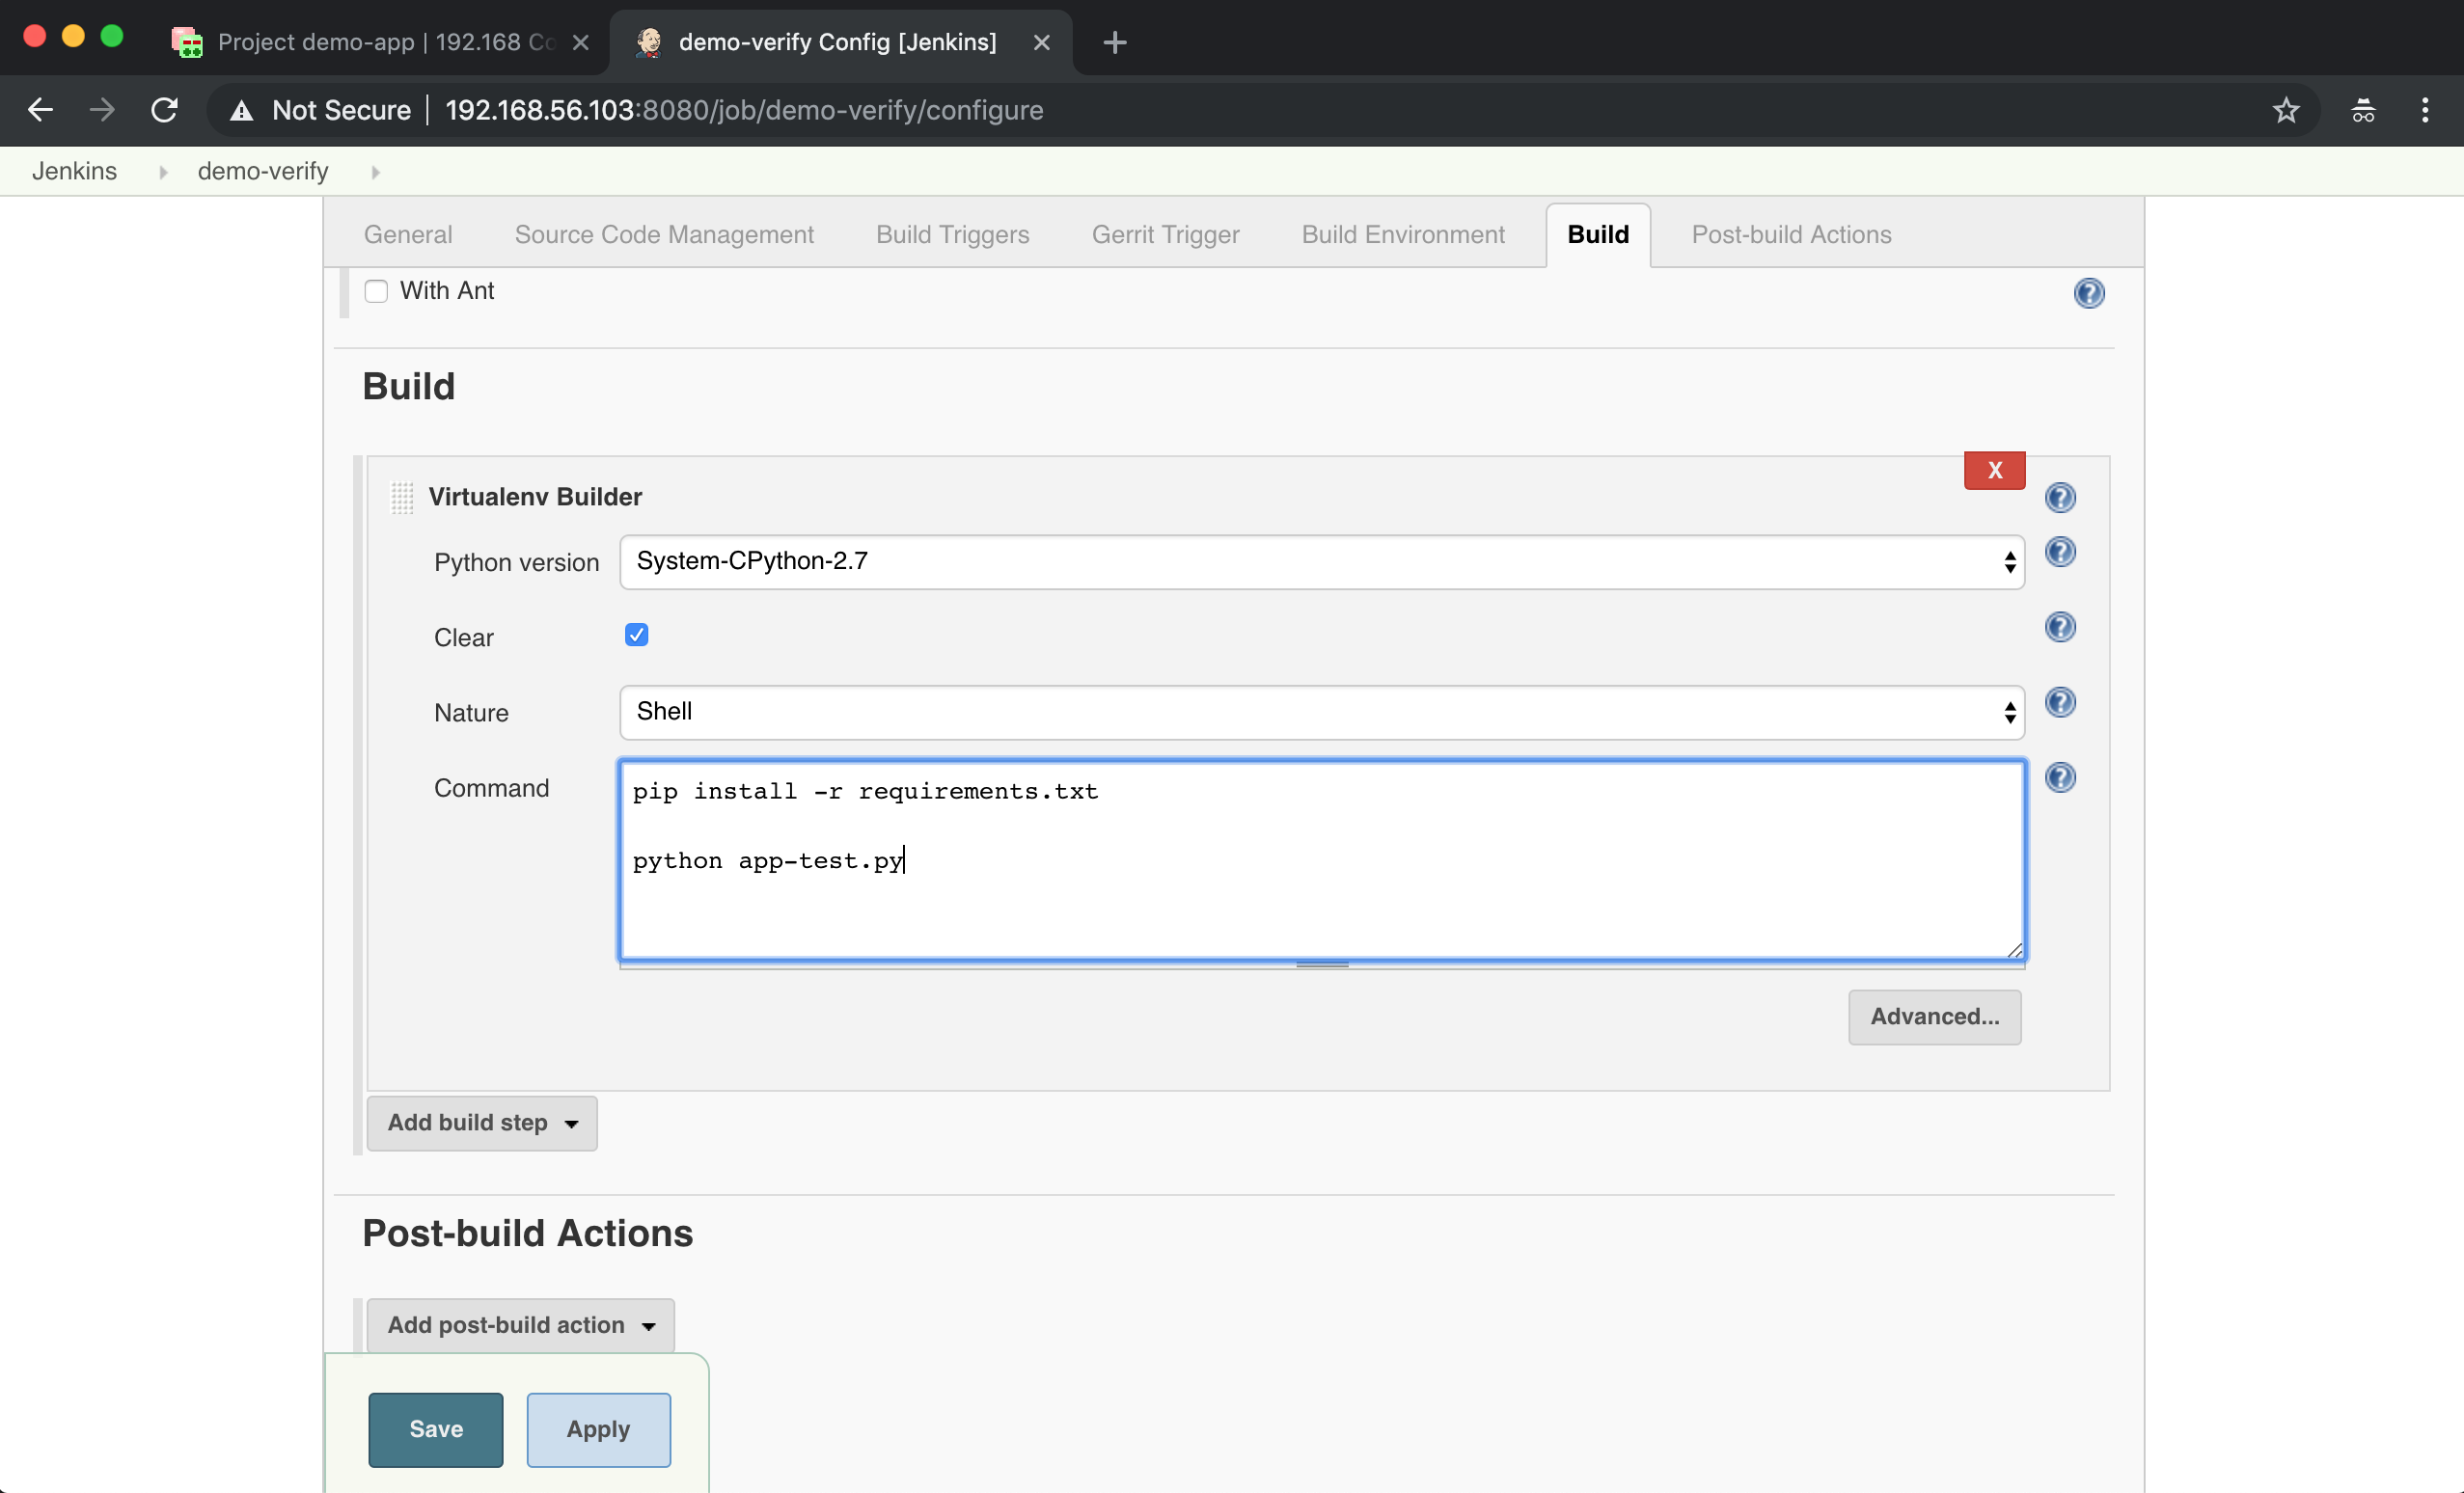 Project demo-app | 192.168 Co
demo-verify Config [Jenkins]
Not Secure 192.168.56.103:8080/job/demo-verify/configure
Jenkins demo-verify
General Source Code Management Build Triggers Gerrit Trigger Build Environment Build Post-build Actions
With Ant
Build
X
Virtualenv Builder
Python version System-CPython-2.7
Clear
Nature Shell
Command pip install -r requirements.txt
python app-test.py
Advanced...
Add build step
Post-build Actions
Add post-build action
Save Apply